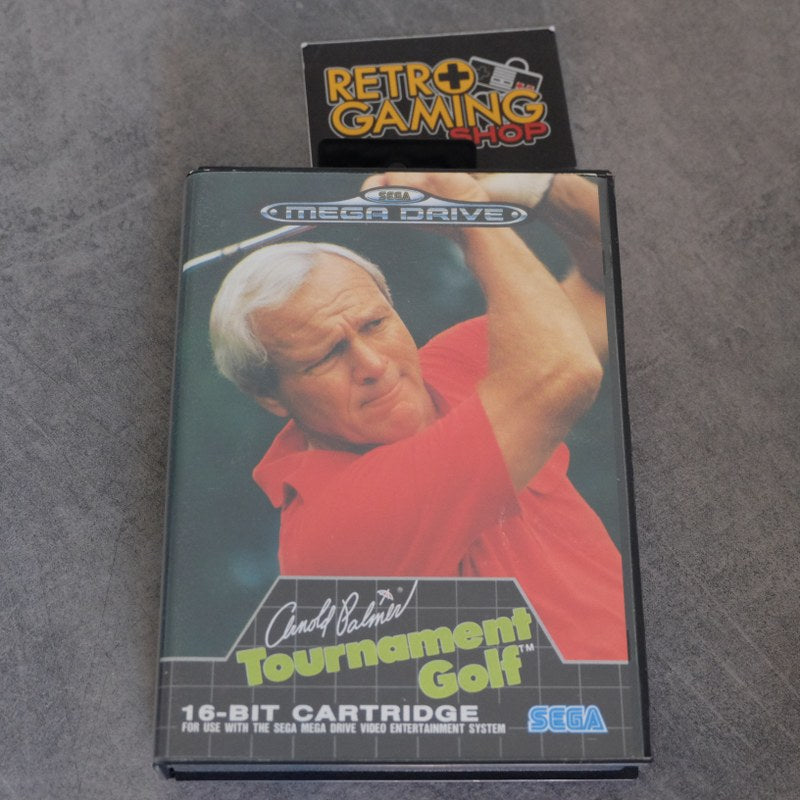 RETRO
GAMING
SHOP
SEGA
MEGA DRIVE
Arnold Palmer ®
Tournament
Golf™
16-BIT CARTRIDGE
FOR USE WITH THE SEGA MEGA DRIVE VIDEO ENTERTAINMENT SYSTEM
SEGA